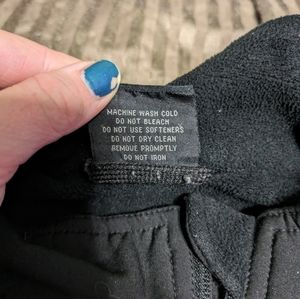 MACHINE WASH COLD
DO NOT BLEACH
DO NOT USE SOFTENERS
DO NOT DRY CLEAN
REMOVE PROMPTLY
DO NOT IRON